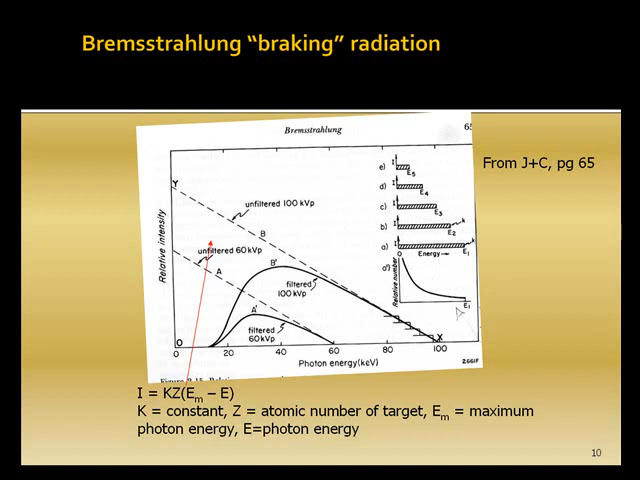 Bremsstrahlung “braking” radiation
Bremsstrahlung
65
From J+C, pg 65
Y
unfiltered 100 kVp
B
unfiltered 60 kVp
A
B'
filtered
100 kVp
A'
filtered
60 kVp
X
O
Relative intensity
0 20 40 60 80 100
Photon energy(keV)
2661F
e) I E5
d) I E4
c) I E3
b) I E2 k
a) I E1 k
O Energy
a') Relative number
E1
I = KZ(Em – E)
K = constant, Z = atomic number of target, Em = maximum
photon energy, E=photon energy
10